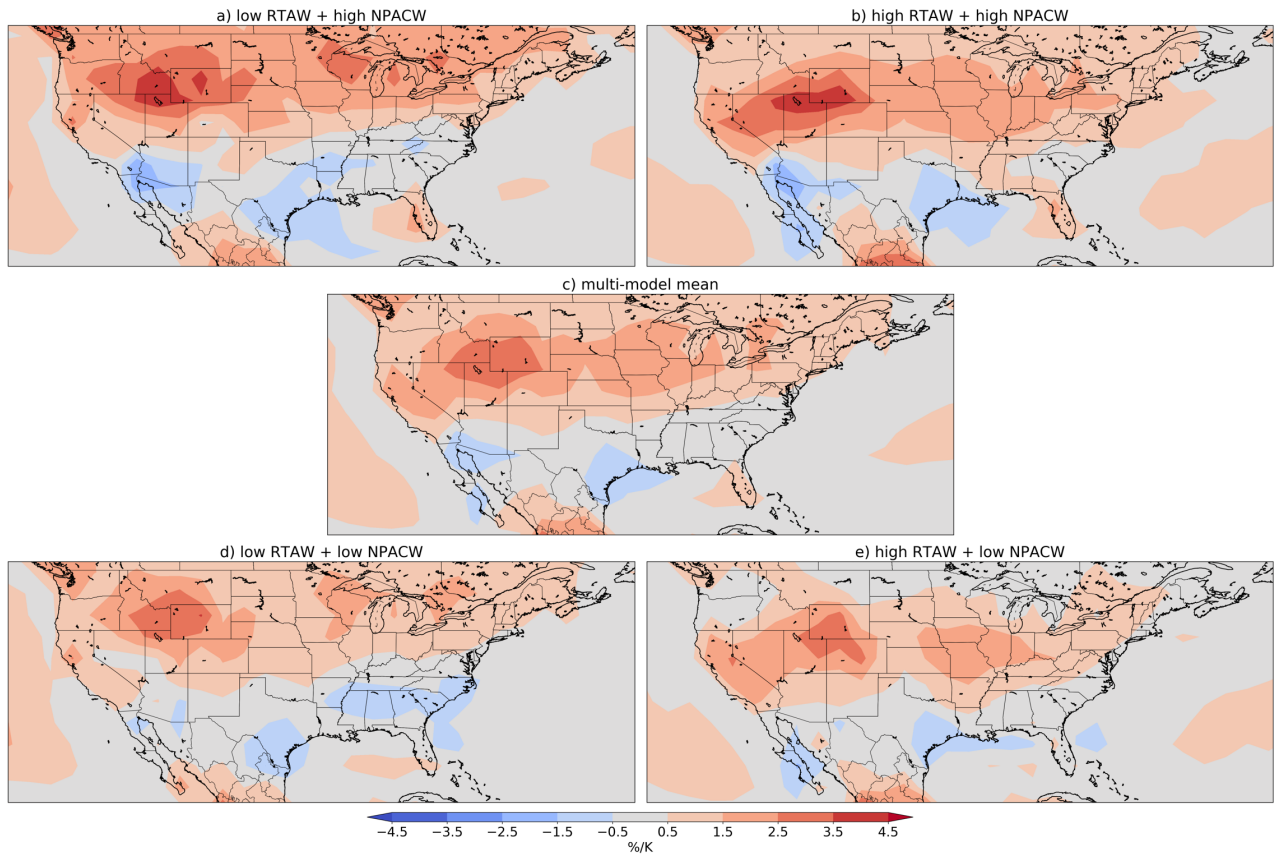 a) low RTAW + high NPACW
b) high RTAW + high NPACW
c) multi-model mean
d) low RTAW + low NPACW
e) high RTAW + low NPACW
−4.5 −3.5 −2.5 −1.5 −0.5 0.5 1.5 2.5 3.5 4.5
%/K